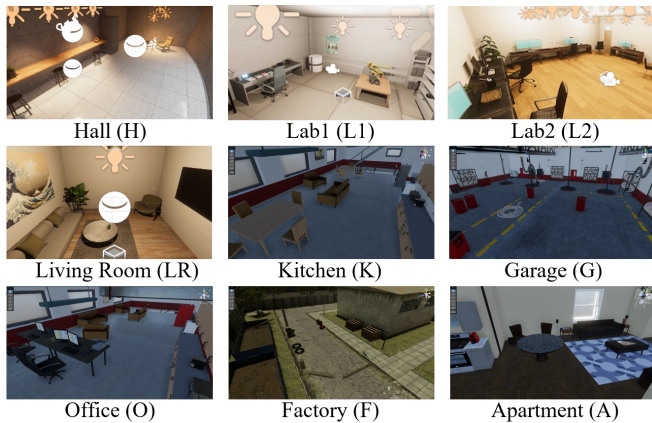 Hall (H)
Lab1 (L1)
Lab2 (L2)
Living Room (LR)
Kitchen (K)
Garage (G)
Office (O)
Factory (F)
Apartment (A)